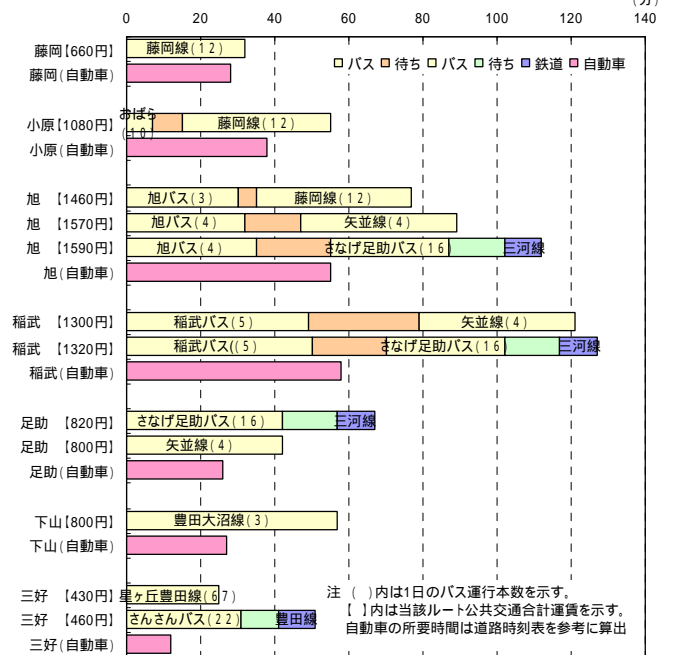 (分)
0 20 40 60 80 100 120 140
バス 待ち バス 待ち 鉄道 自動車
藤岡【660円】 藤岡線(12)
藤岡(自動車)
小原【1080円】 おばら(10) 藤岡線(12)
小原(自動車)
旭 【1460円】 旭バス(3) 藤岡線(12)
旭 【1570円】 旭バス(4) 矢並線(4)
旭 【1590円】 旭バス(4) さなげ足助バス(16) 三河線
旭(自動車)
稲武 【1300円】 稲武バス(5) 矢並線(4)
稲武 【1320円】 稲武バス((5) さなげ足助バス(16) 三河線
稲武(自動車)
足助 【820円】 さなげ足助バス(16) 三河線
足助 【800円】 矢並線(4)
足助(自動車)
下山【800円】 豊田大沼線(3)
下山(自動車)
三好 【430円】 星ヶ丘豊田線(67)
三好 【460円】 さんさんバス(22) 豊田線
三好(自動車)
注 ( )内は1日のバス運行本数を示す。
【 】内は当該ルート公共交通合計運賃を示す。
自動車の所要時間は道路時刻表を参考に算出